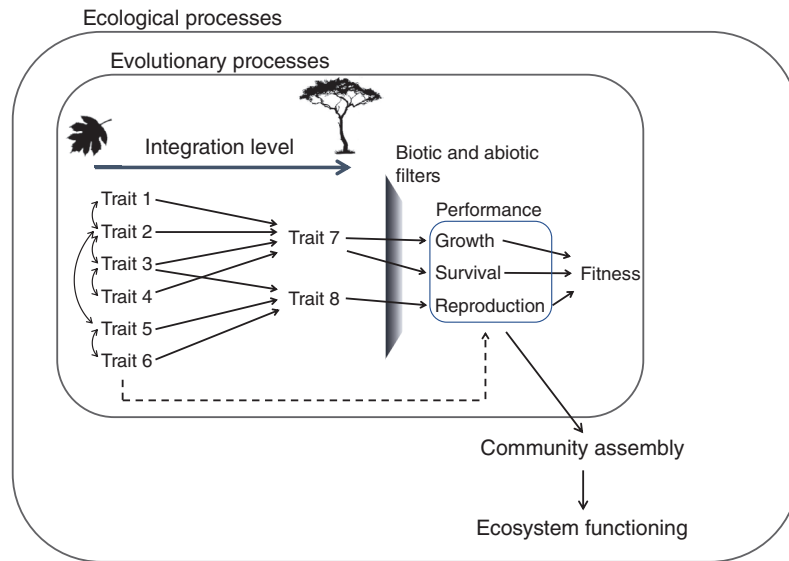 Ecological processes
Evolutionary processes
Integration level
Biotic and abiotic
filters
Trait 1
Trait 2
Trait 3
Trait 4
Trait 5
Trait 6
Trait 7
Trait 8
Performance
Growth
Survival
Reproduction
Fitness
Community assembly
Ecosystem functioning